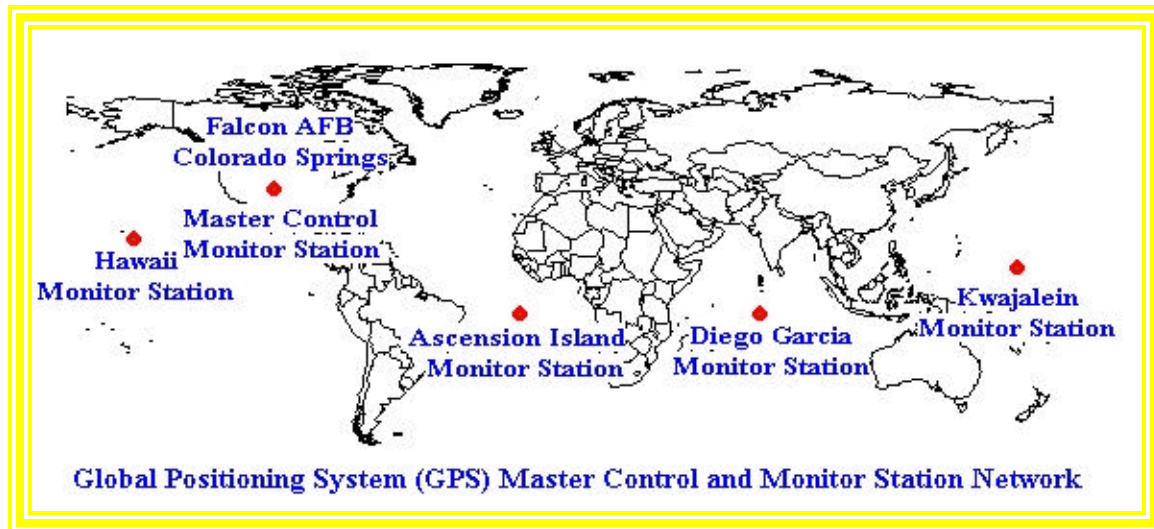 Falcon AFB
Colorado Springs
Master Control
Monitor Station
Hawaii
Monitor Station
Ascension Island
Monitor Station
Diego Garcia
Monitor Station
Kwajalein
Monitor Station
Global Positioning System (GPS) Master Control and Monitor Station Network